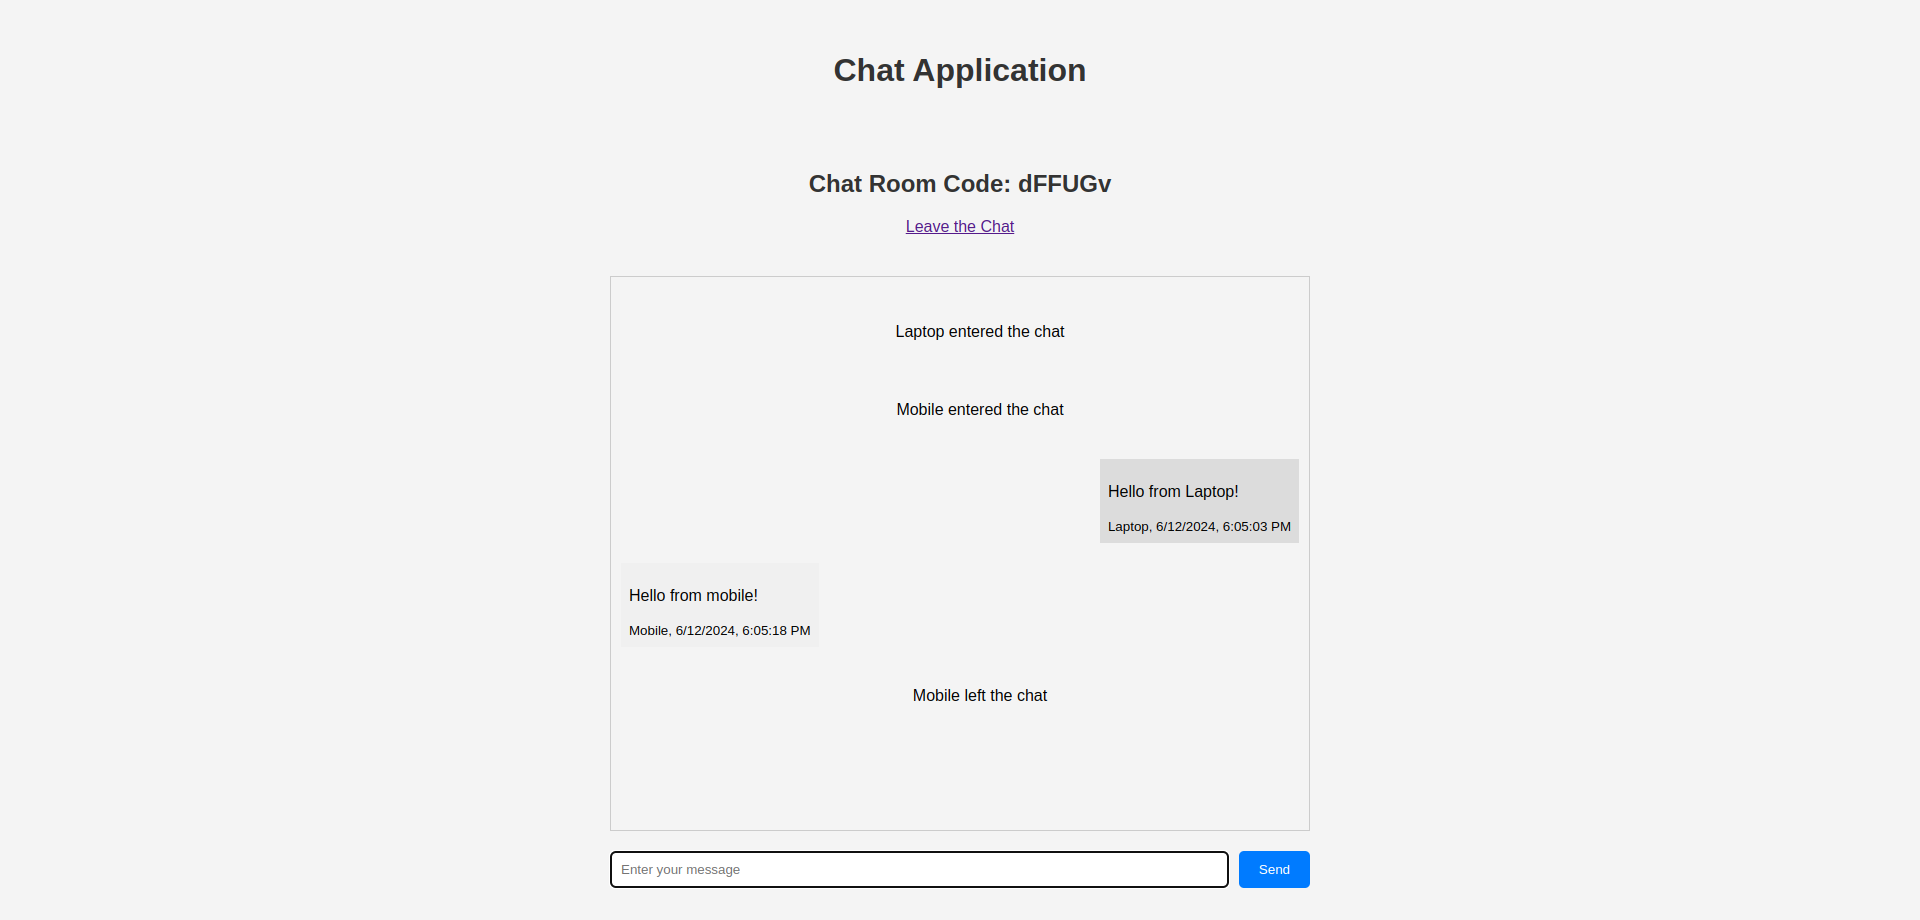 Chat Application
Chat Room Code: dFFUGv
Leave the Chat
Laptop entered the chat
Mobile entered the chat
Hello from Laptop!
Laptop, 6/12/2024, 6:05:03 PM
Hello from mobile!
Mobile, 6/12/2024, 6:05:18 PM
Mobile left the chat
Enter your message
Send